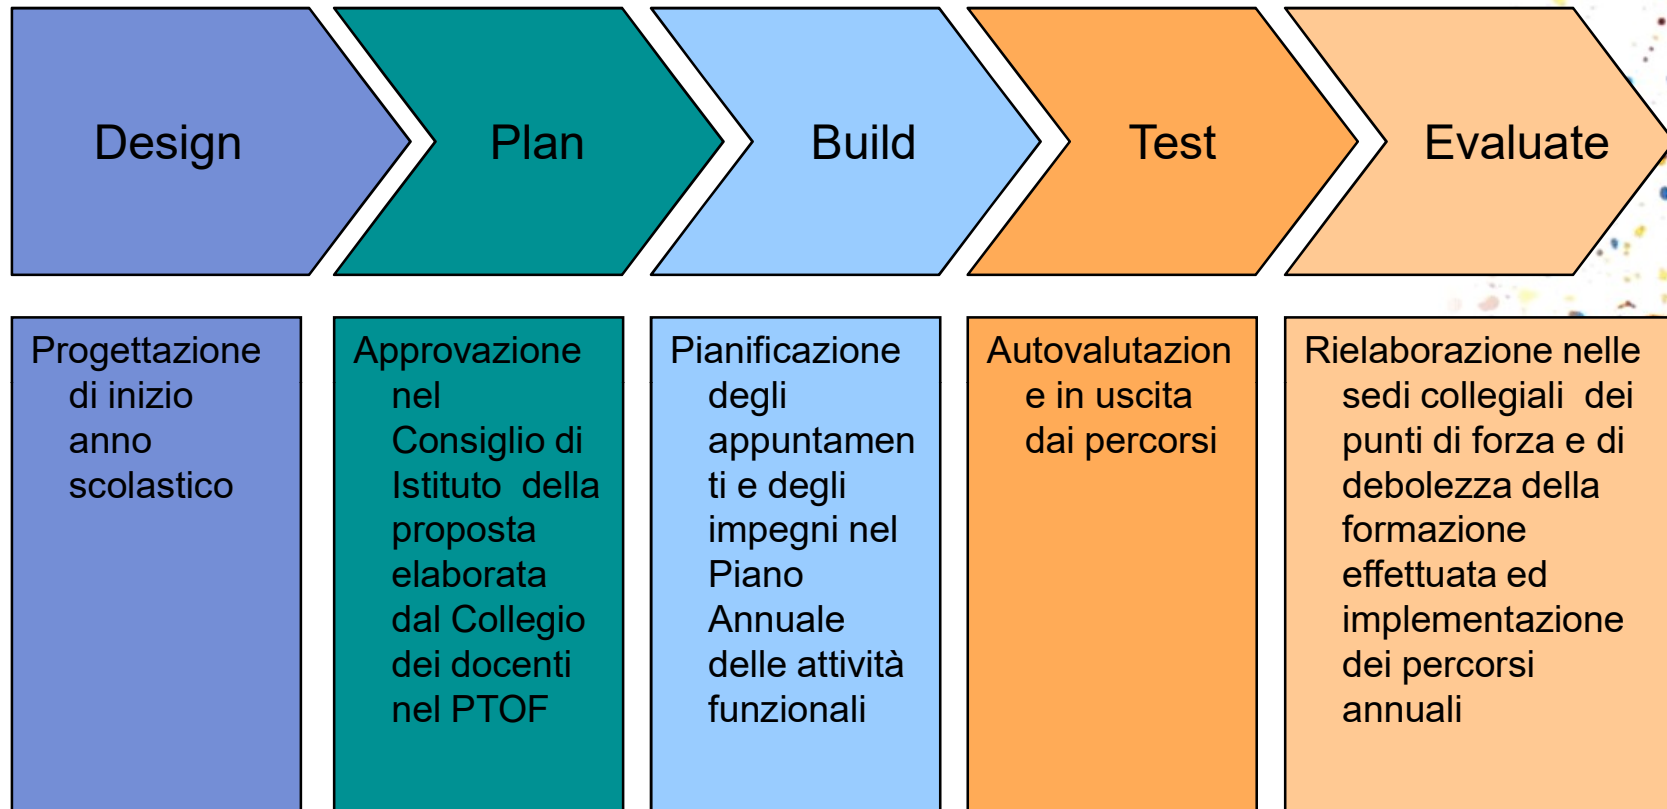 Design
Plan
Build
Test
Evaluate
Progettazione
di inizio
anno
scolastico
Approvazione
nel
Consiglio di
Istituto della
proposta
elaborata
dal Collegio
dei docenti
nel PTOF
Pianificazione
degli
appuntamen
ti e degli
impegni nel
Piano
Annuale
delle attività
funzionali
Autovalutazion
e in uscita
dai percorsi
Rielaborazione nelle
sedi collegiali dei
punti di forza e di
debolezza della
formazione
effettuata ed
implementazione
dei percorsi
annuali